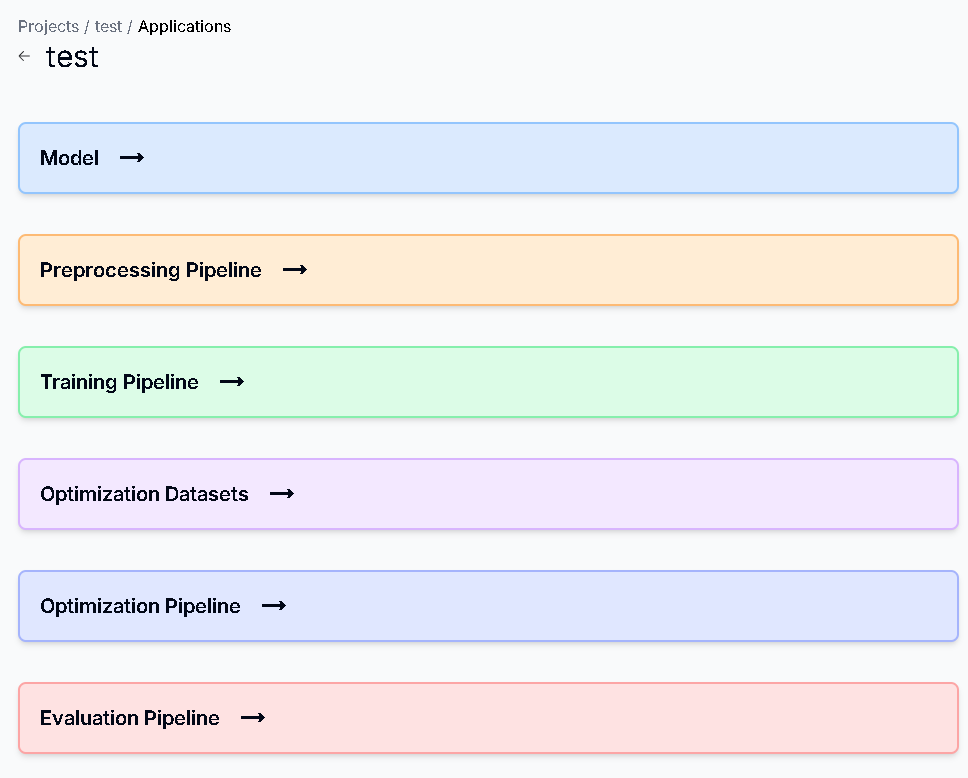 Projects / test / Applications
← test
Model →
Preprocessing Pipeline →
Training Pipeline →
Optimization Datasets →
Optimization Pipeline →
Evaluation Pipeline →